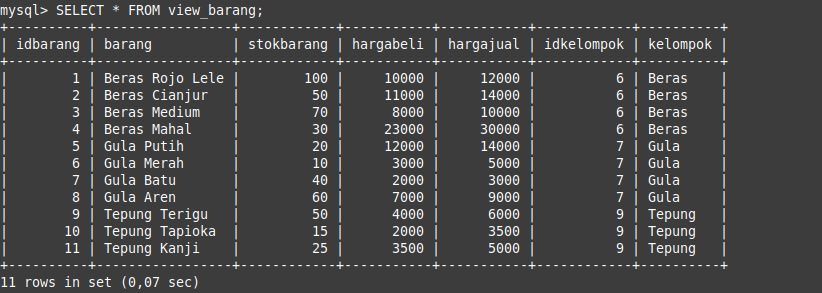 mysql> SELECT * FROM view_barang;
+----------+-----------------+------------+-----------+-----------+------------+----------+
| idbarang | barang          | stokbarang | hargabeli | hargajual | idkelompok | kelompok |
+----------+-----------------+------------+-----------+-----------+------------+----------+
|        1 | Beras Rojo Lele |        100 |     10000 |     12000 |          6 | Beras    |
|        2 | Beras Cianjur   |         50 |     11000 |     14000 |          6 | Beras    |
|        3 | Beras Medium    |         70 |      8000 |     10000 |          6 | Beras    |
|        4 | Beras Mahal     |         30 |     23000 |     30000 |          6 | Beras    |
|        5 | Gula Putih      |         20 |     12000 |     14000 |          7 | Gula     |
|        6 | Gula Merah      |         10 |      3000 |      5000 |          7 | Gula     |
|        7 | Gula Batu       |         40 |      2000 |      3000 |          7 | Gula     |
|        8 | Gula Aren       |         60 |      7000 |      9000 |          7 | Gula     |
|        9 | Tepung Terigu   |         50 |      4000 |      6000 |          9 | Tepung   |
|       10 | Tepung Tapioka  |         15 |      2000 |      3500 |          9 | Tepung   |
|       11 | Tepung Kanji    |         25 |      3500 |      5000 |          9 | Tepung   |
+----------+-----------------+------------+-----------+-----------+------------+----------+
11 rows in set (0,07 sec)